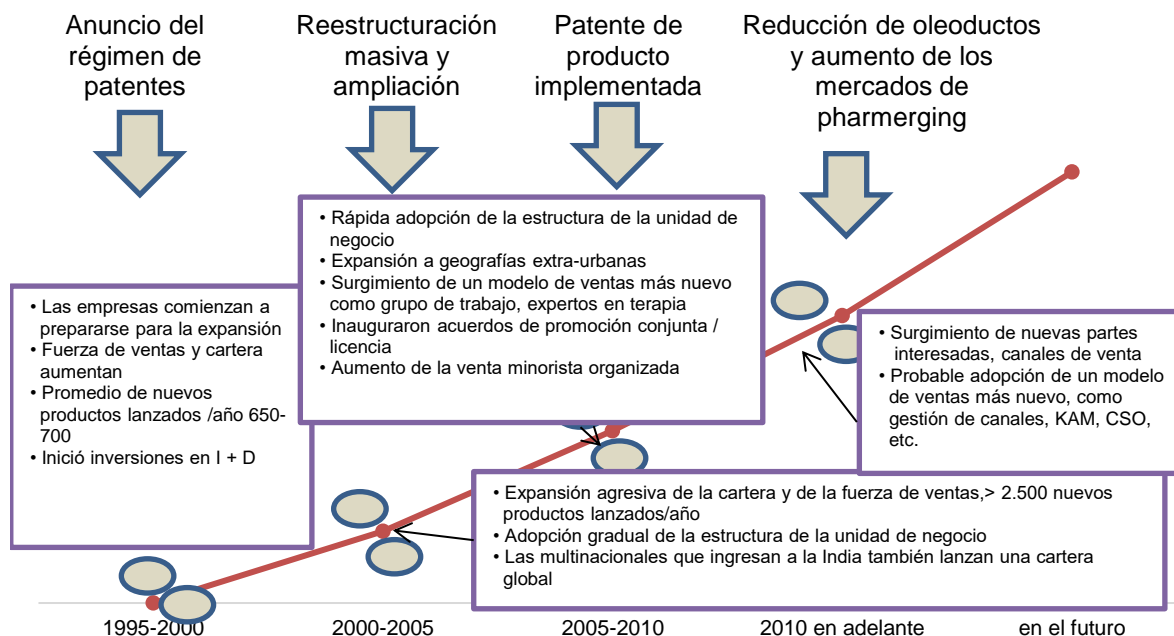 Anuncio del
régimen de
patentes
Reestructuración
masiva y
ampliación
Patente de
producto
implementada
Reducción de oleoductos
y aumento de los
mercados de
pharmerging
• Las empresas comienzan a
prepararse para la expansión
• Fuerza de ventas y cartera
aumentan
• Promedio de nuevos
productos lanzados /año 650-
700
• Inició inversiones en I + D
• Rápida adopción de la estructura de la unidad de
negocio
• Expansión a geografías extra-urbanas
• Surgimiento de un modelo de ventas más nuevo
como grupo de trabajo, expertos en terapia
• Inauguraron acuerdos de promoción conjunta /
licencia
• Aumento de la venta minorista organizada
• Surgimiento de nuevas partes
interesadas, canales de venta
• Probable adopción de un modelo
de ventas más nuevo, como
gestión de canales, KAM, CSO,
etc.
• Expansión agresiva de la cartera y de la fuerza de ventas,> 2.500 nuevos
productos lanzados/año
• Adopción gradual de la estructura de la unidad de negocio
• Las multinacionales que ingresan a la India también lanzan una cartera
global
1995-2000
2000-2005
2005-2010
2010 en adelante
en el futuro